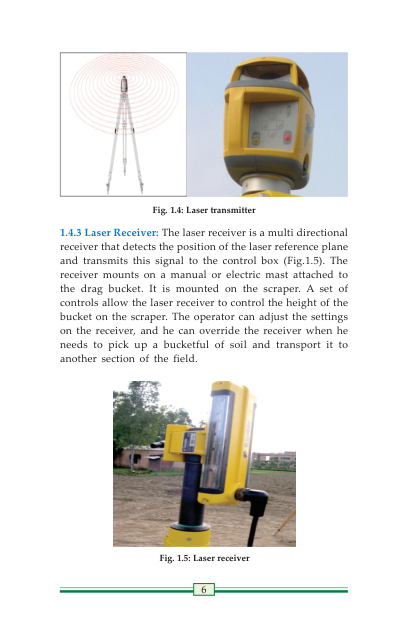 Fig. 1.4: Laser transmitter
1.4.3 Laser Receiver: The laser receiver is a multi directional
receiver that detects the position of the laser reference plane
and transmits this signal to the control box (Fig.1.5). The
receiver mounts on a manual or electric mast attached to
the drag bucket. It is mounted on the scraper. A set of
controls allow the laser receiver to control the height of the
bucket on the scraper. The operator can adjust the settings
on the receiver, and he can override the receiver when he
needs to pick up a bucketful of soil and transport it to
another section of the field.
Fig. 1.5: Laser receiver
6